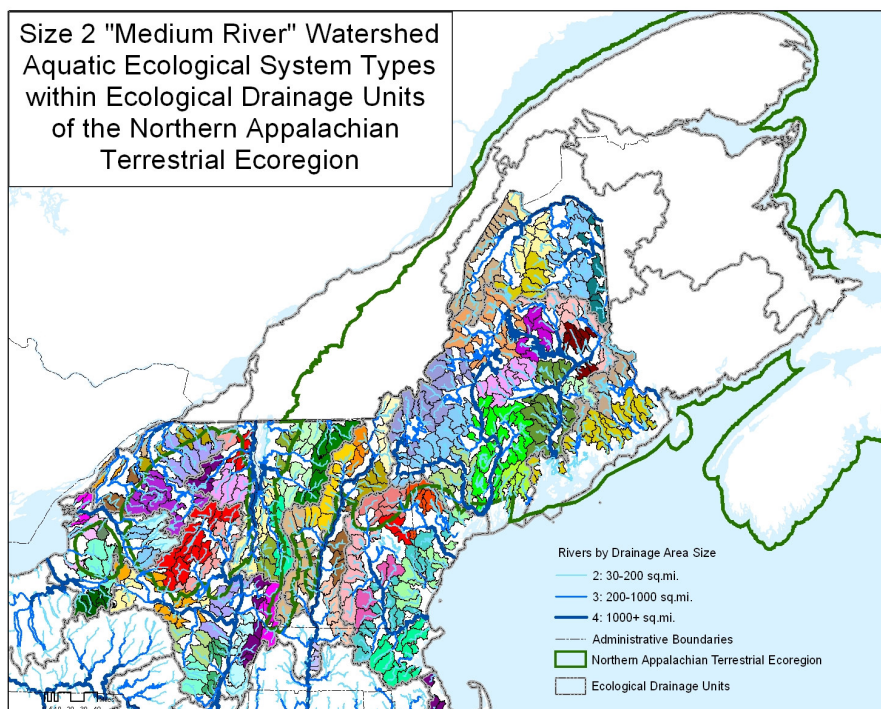 Size 2 "Medium River" Watershed
Aquatic Ecological System Types
within Ecological Drainage Units
of the Northern Appalachian
Terrestrial Ecoregion
Rivers by Drainage Area Size
2: 30-200 sq.mi.
3: 200-1000 sq.mi.
4: 1000+ sq.mi.
Administrative Boundaries
Northern Appalachian Terrestrial Ecoregion
Ecological Drainage Units